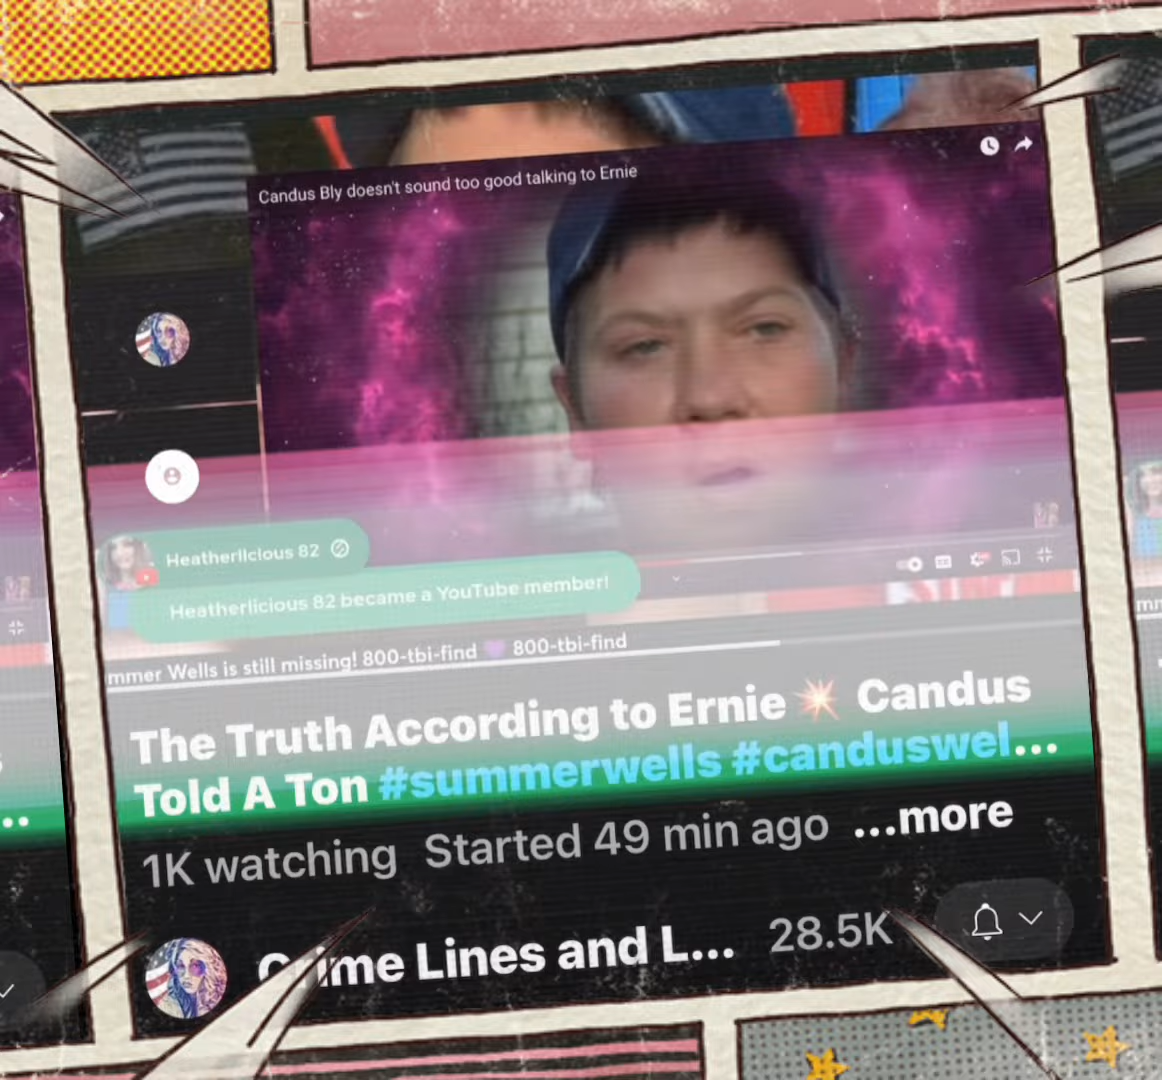 Candus Bly doesn't sound too good talking to Ernie
Heatherlicious 82
Heatherlicious 82 became a YouTube member!
mmer Wells is still missing! 800-tbi-find 💜 800-tbi-find
The Truth According to Ernie 💥 Candus
Told A Ton #summerwells #canduswel...
1K watching Started 49 min ago ...more
Crime Lines and L... 28.5K